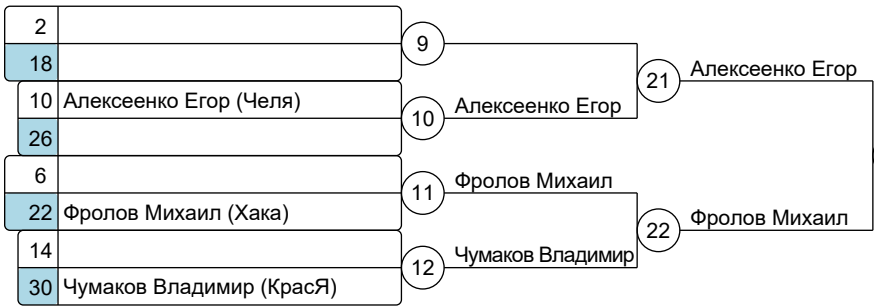 2
18
9
10 Алексеенко Егор (Челя)
26
10
Алексеенко Егор
21
Алексеенко Егор
6
22 Фролов Михаил (Хака)
11
Фролов Михаил
14
30 Чумаков Владимир (КрасЯ)
12
Чумаков Владимир
22
Фролов Михаил